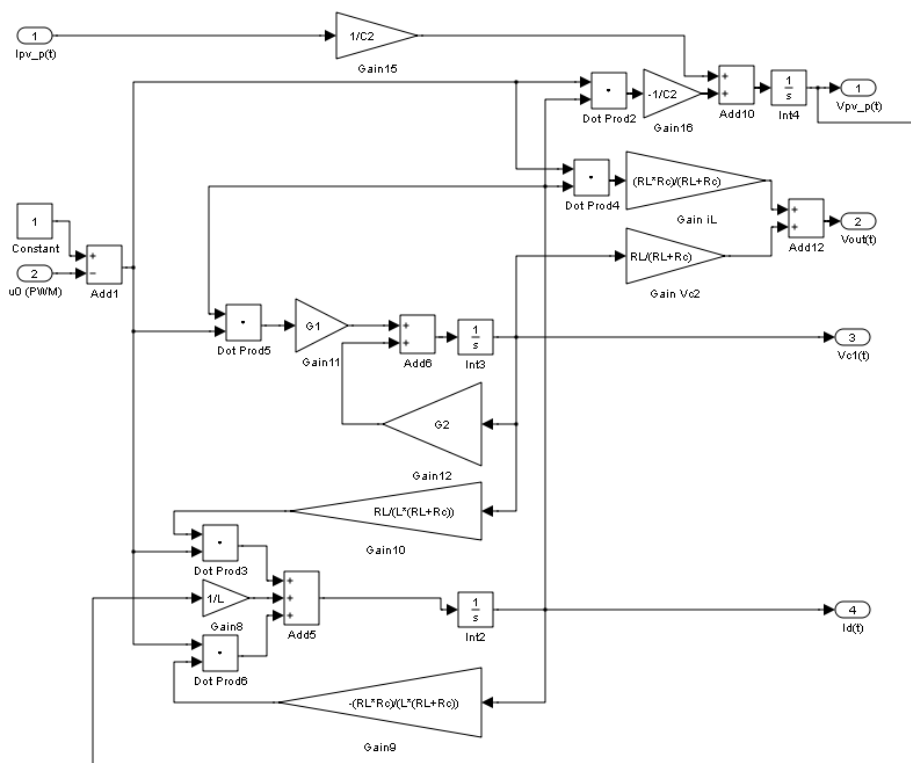 1
Ipv_p(t)
1/C2
Gain15
Dot Prod2
-1/C2
Gain16
+
+
Add10
1
s
Int4
1
Vpv_p(t)
Dot Prod4
(RL*Rc)/(RL+Rc)
Gain iL
+
+
Add12
2
Vout(t)
1
Constant
2
u0 (PWM)
+
−
Add1
RL/(RL+Rc)
Gain Vc2
Dot Prod5
G1
Gain11
+
+
Add6
1
s
Int3
3
Vc1(t)
G2
Gain12
RL/(L*(RL+Rc))
Gain10
Dot Prod3
1/L
Gain8
+
+
+
Add5
1
s
Int2
4
Id(t)
Dot Prod6
-(RL*Rc)/(L*(RL+Rc))
Gain9